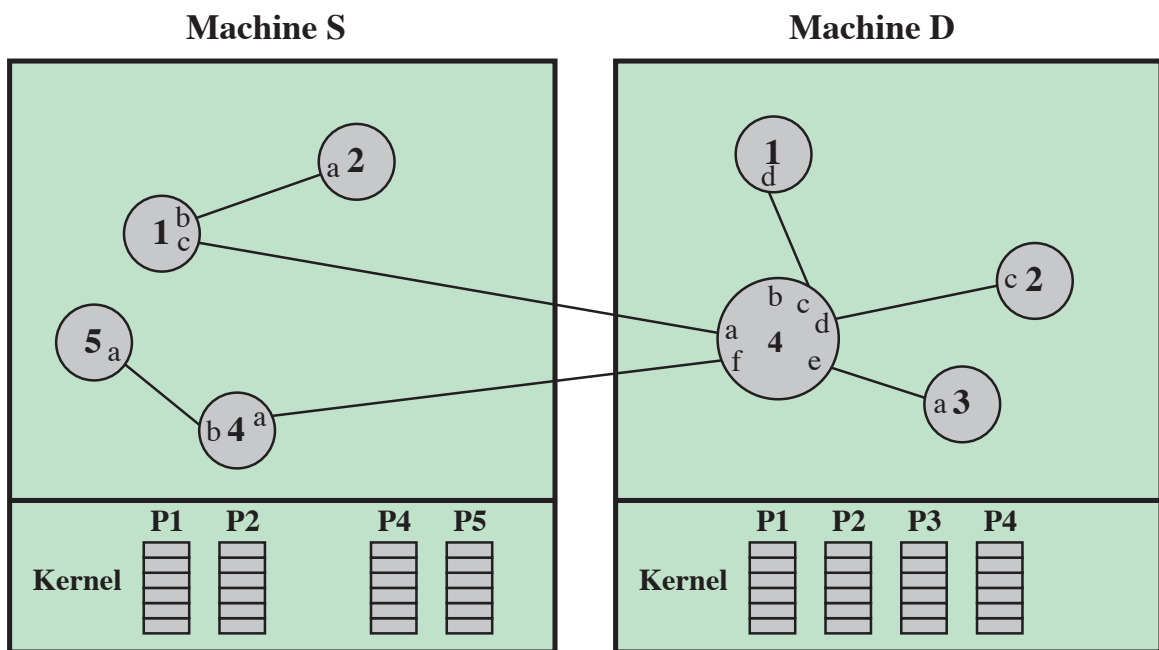 Machine S
Machine D
a 2
b
1 c
5 a
b 4 a
1
d
c 2
b c
a 4 d
f e
a 3
P1 P2 P4 P5
Kernel
P1 P2 P3 P4
Kernel